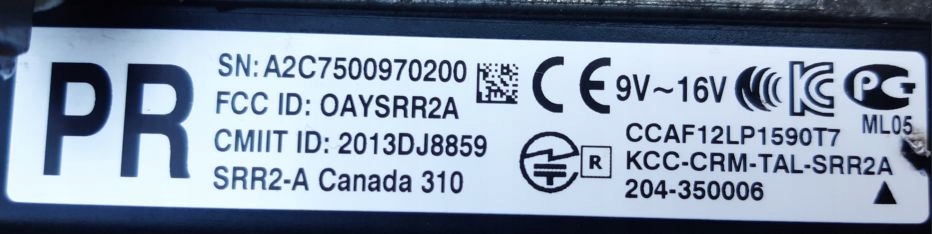 PR
SN: A2C7500970200
FCC ID: OAYSRR2A
CMIIT ID: 2013DJ8859
SRR2-A Canada 310
CE 9V~16V
ML05
CCAF12LP1590T7
R KCC-CRM-TAL-SRR2A
204-350006